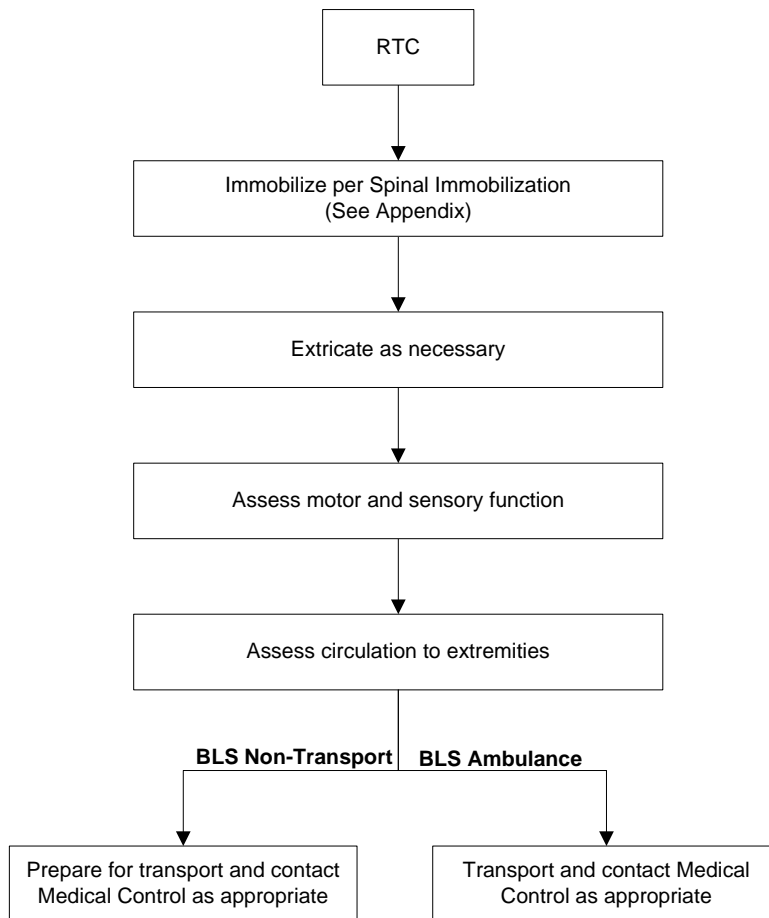 RTC
Immobilize per Spinal Immobilization
(See Appendix)
Extricate as necessary
Assess motor and sensory function
Assess circulation to extremities
BLS Non-Transport
BLS Ambulance
Prepare for transport and contact
Medical Control as appropriate
Transport and contact Medical
Control as appropriate